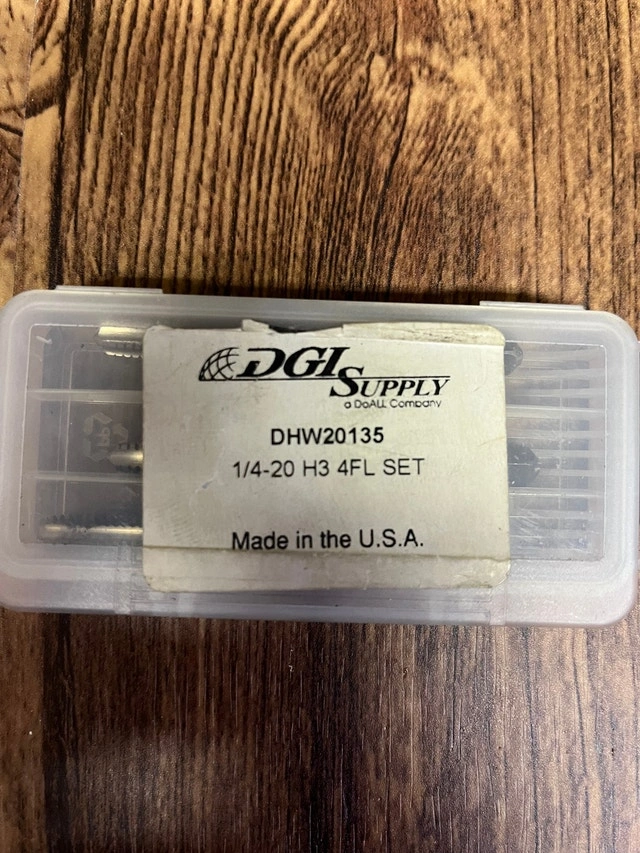 DGI
SUPPLY
a DoALL Company
DHW20135
1/4-20 H3 4FL SET
Made in the U.S.A.